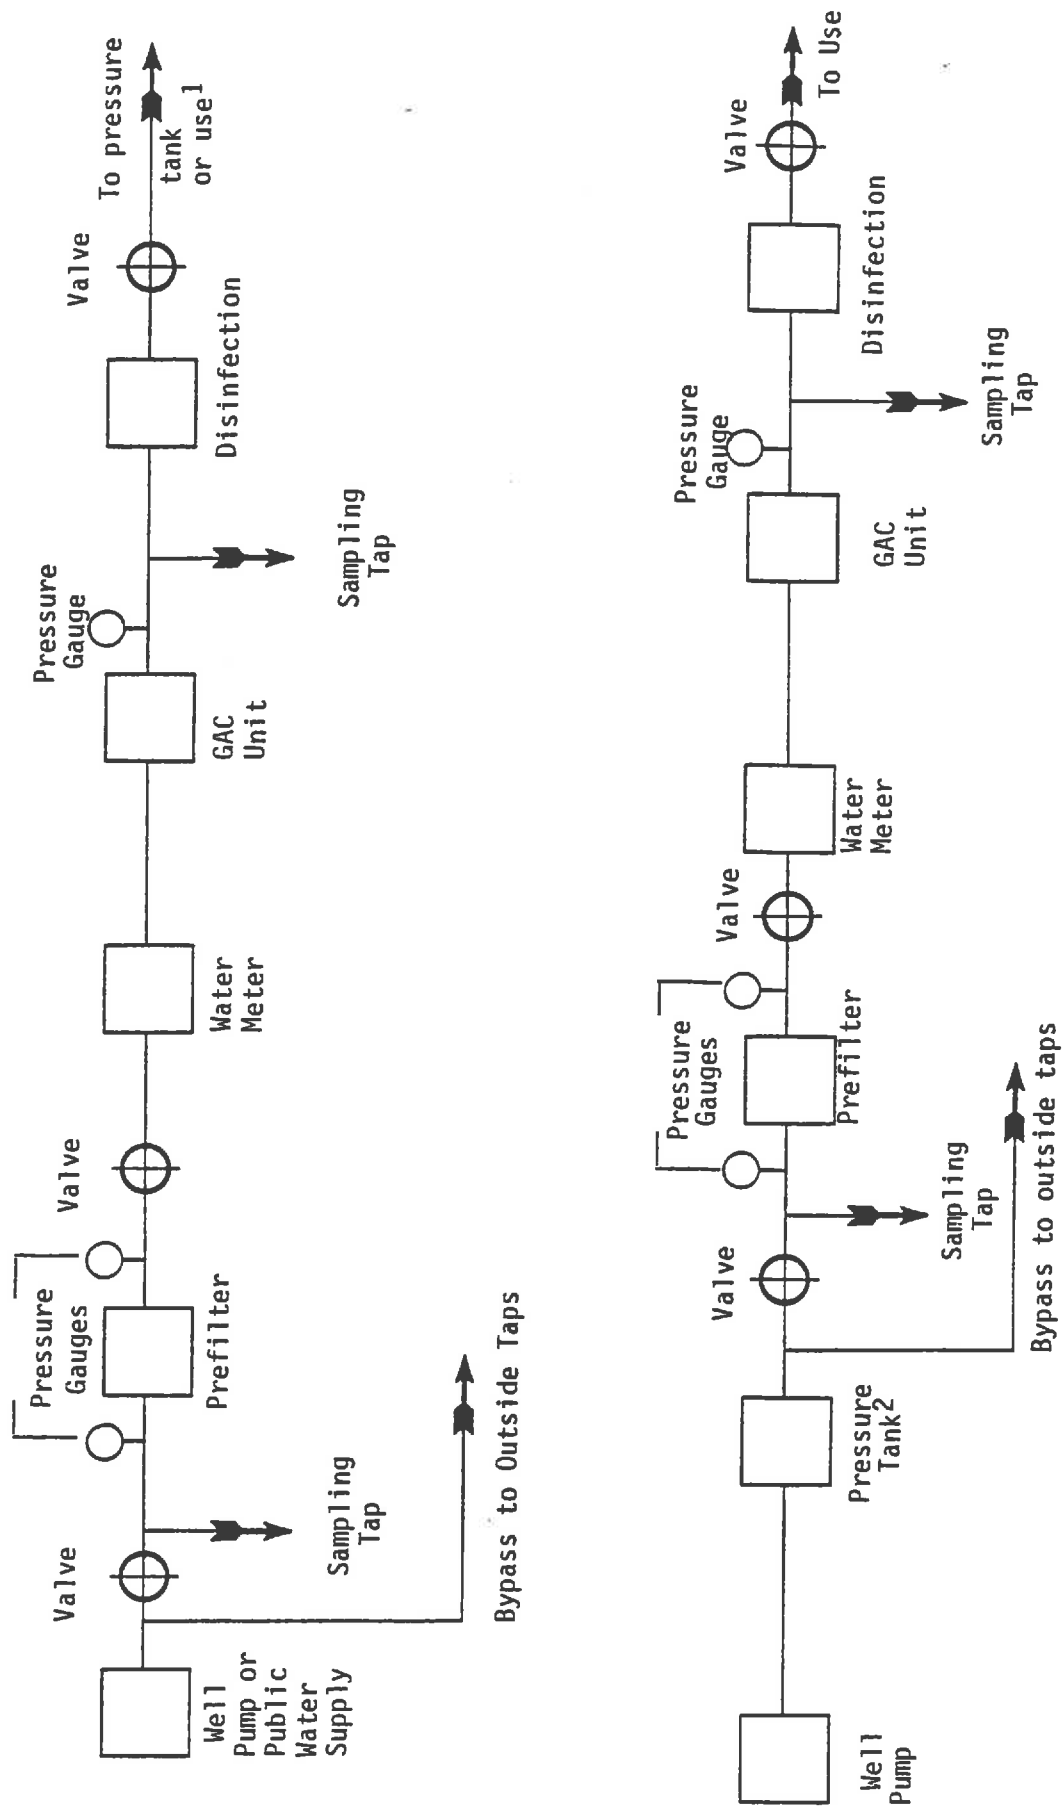 Well
Pump or
Public
Water
Supply
Valve
Bypass to Outside Taps
Sampling
Tap
Pressure
Gauges
Prefilter
Valve
Water
Meter
GAC
Unit
Pressure
Gauge
Sampling
Tap
Disinfection
Valve
To pressure
tank
or use1
Well
Pump
Pressure
Tank2
Bypass to outside taps
Valve
Sampling
Tap
Pressure
Gauges
Prefilter
Valve
Water
Meter
GAC
Unit
Pressure
Gauge
Sampling
Tap
Disinfection
Valve
To Use